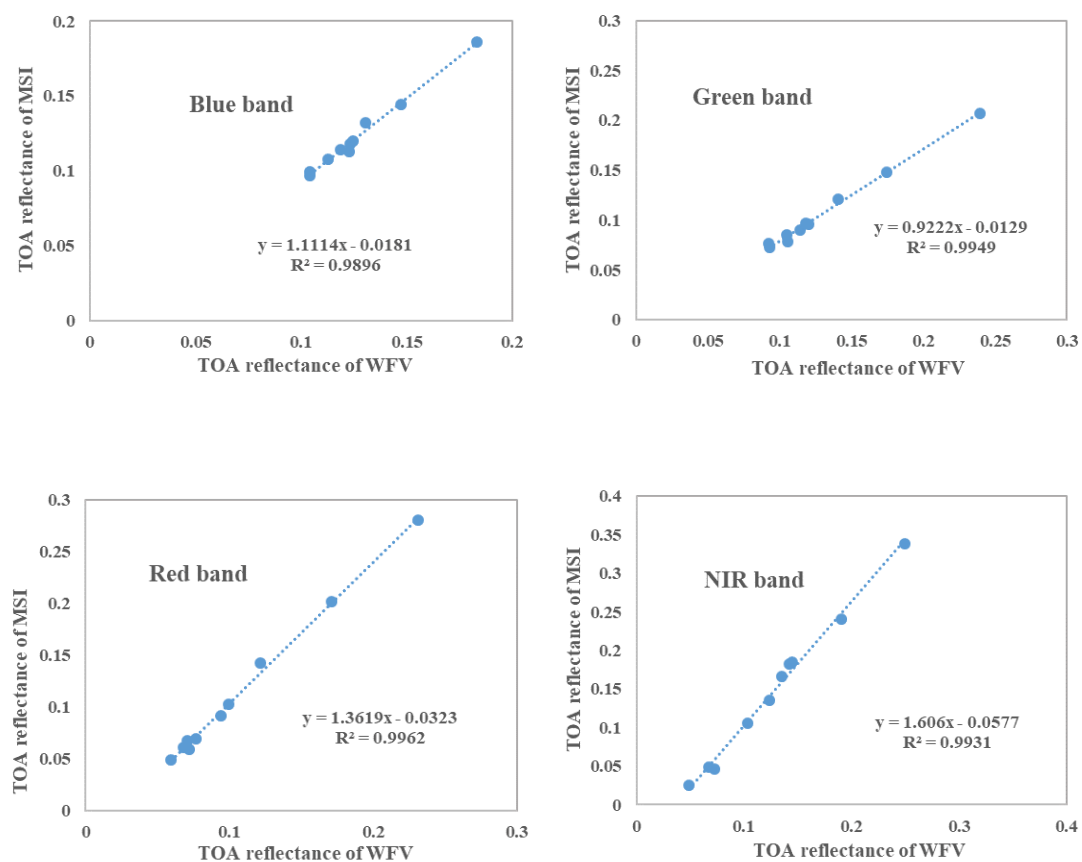 0.2
0.15
0.1
0.05
0
TOA reflectance of MSI
Blue band
y = 1.1114x - 0.0181
R² = 0.9896
0 0.05 0.1 0.15 0.2
TOA reflectance of WFV
0.3
0.25
0.2
0.15
0.1
0.05
0
TOA reflectance of MSI
Green band
y = 0.9222x - 0.0129
R² = 0.9949
0 0.05 0.1 0.15 0.2 0.25 0.3
TOA reflectance of WFV
0.3
0.25
0.2
0.15
0.1
0.05
0
TOA reflectance of MSI
Red band
y = 1.3619x - 0.0323
R² = 0.9962
0 0.1 0.2 0.3
TOA reflectance of WFV
0.4
0.35
0.3
0.25
0.2
0.15
0.1
0.05
0
TOA reflectance of MSI
NIR band
y = 1.606x - 0.0577
R² = 0.9931
0 0.1 0.2 0.3 0.4
TOA reflectance of WFV